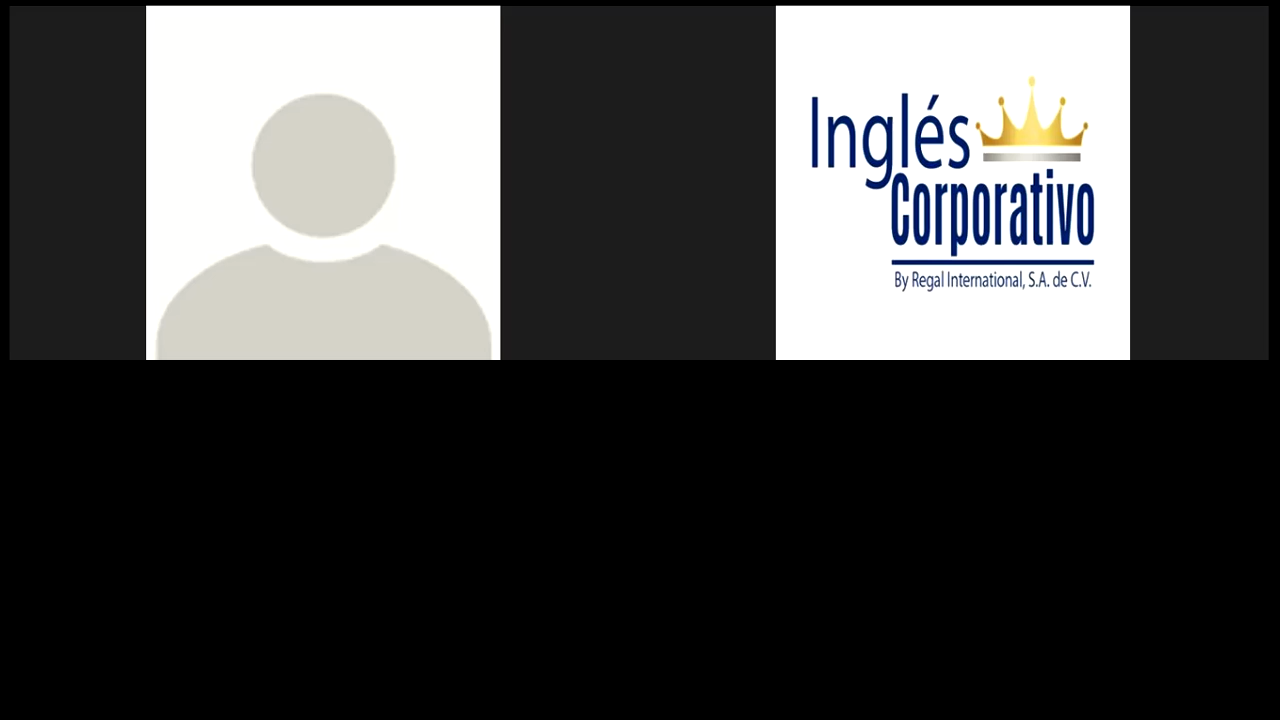 Inglés
Corporativo
By Regal International, S.A. de C.V.